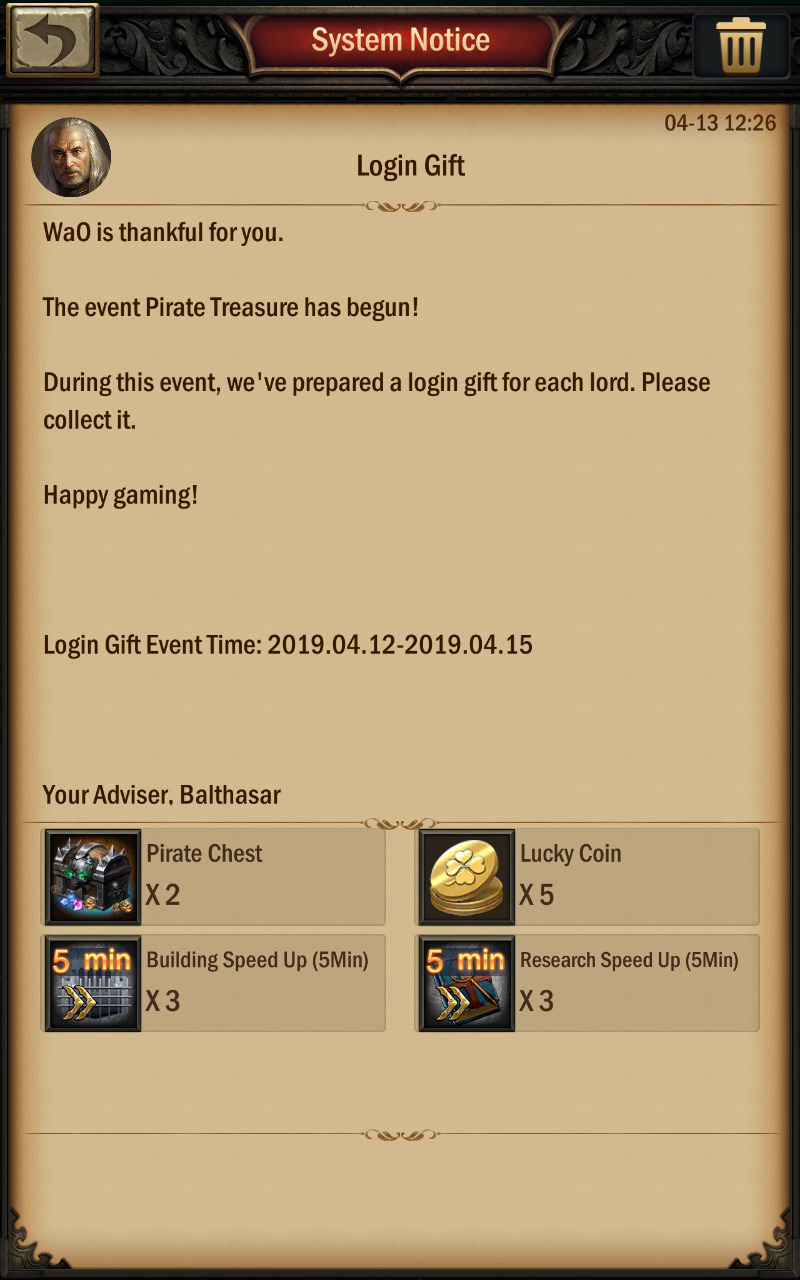 System Notice
04-13 12:26
Login Gift
WaO is thankful for you.
The event Pirate Treasure has begun!
During this event, we've prepared a login gift for each lord. Please
collect it.
Happy gaming!
Login Gift Event Time: 2019.04.12-2019.04.15
Your Adviser, Balthasar
Pirate Chest
X 2
Lucky Coin
X 5
5 min
Building Speed Up (5Min)
X 3
5 min
Research Speed Up (5Min)
X 3